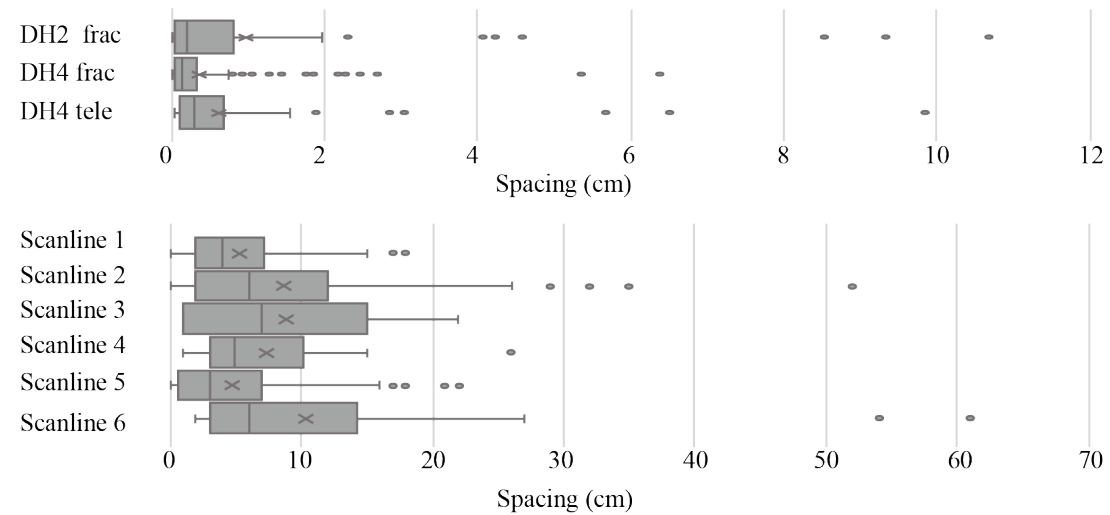 DH2 frac
DH4 frac
DH4 tele
0 2 4 6 8 10 12
Spacing (cm)
Scanline 1
Scanline 2
Scanline 3
Scanline 4
Scanline 5
Scanline 6
0 10 20 30 40 50 60 70
Spacing (cm)